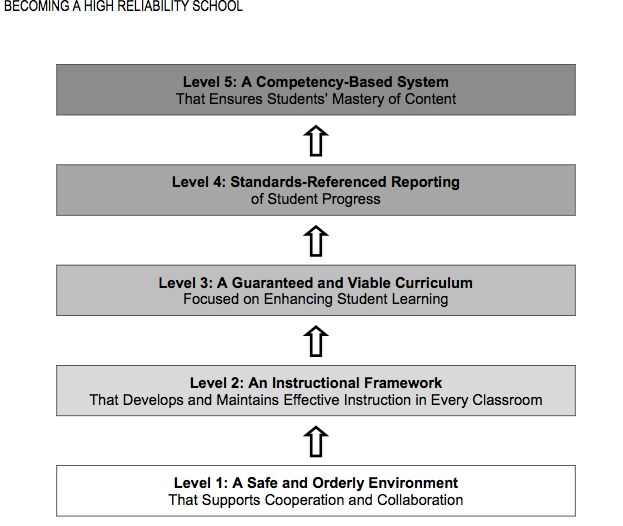 BECOMING A HIGH RELIABILITY SCHOOL
Level 5: A Competency-Based System
That Ensures Students' Mastery of Content
Level 4: Standards-Referenced Reporting
of Student Progress
Level 3: A Guaranteed and Viable Curriculum
Focused on Enhancing Student Learning
Level 2: An Instructional Framework
That Develops and Maintains Effective Instruction in Every Classroom
Level 1: A Safe and Orderly Environment
That Supports Cooperation and Collaboration